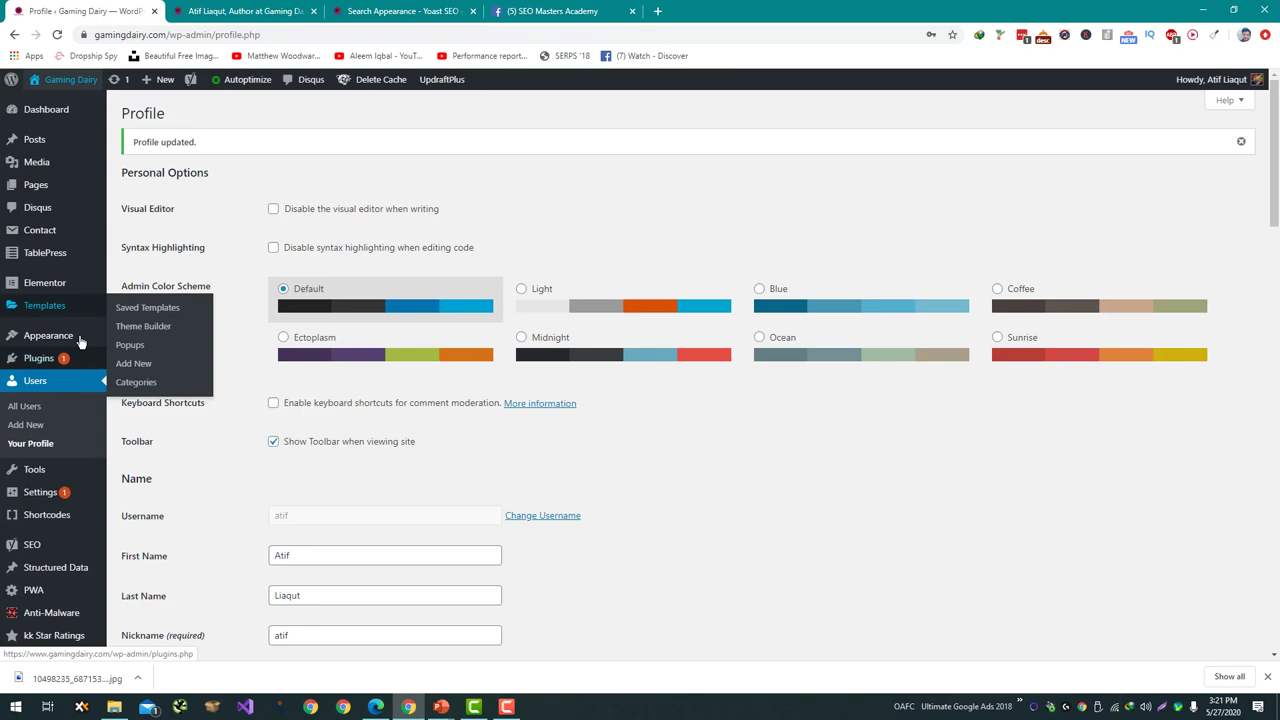 Profile ‹ Gaming Dairy — WordP
Atif Liaqut, Author at Gaming Da
Search Appearance - Yoast SEO ‹
(5) SEO Masters Academy
gamingdairy.com/wp-admin/profile.php
Apps
Dropship Spy
Beautiful Free Imag...
Matthew Woodwar...
Aleem Iqbal - YouT...
Performance report...
SERPS '18
(7) Watch - Discover
Gaming Dairy
1
New
Autoptimize
Disqus
Delete Cache
UpdraftPlus
Howdy, Atif Liaqut
Dashboard
Posts
Media
Pages
Disqus
Contact
TablePress
Elementor
Templates
Appearance
Plugins 1
Users
All Users
Add New
Your Profile
Tools
Settings 1
Shortcodes
SEO
Structured Data
PWA
Anti-Malware
kk Star Ratings
Saved Templates
Theme Builder
Popups
Add New
Categories
Help
Profile
Profile updated.
Personal Options
Visual Editor
Disable the visual editor when writing
Syntax Highlighting
Disable syntax highlighting when editing code
Admin Color Scheme
Default
Light
Blue
Coffee
Ectoplasm
Midnight
Ocean
Sunrise
Keyboard Shortcuts
Enable keyboard shortcuts for comment moderation. More information
Toolbar
Show Toolbar when viewing site
Name
Username
atif
Change Username
First Name
Atif
Last Name
Liaqut
Nickname (required)
atif
https://www.gamingdairy.com/wp-admin/plugins.php
10498235_687153....jpg
Show all
OAFC
Ultimate Google Ads 2018
3:21 PM
5/27/2020